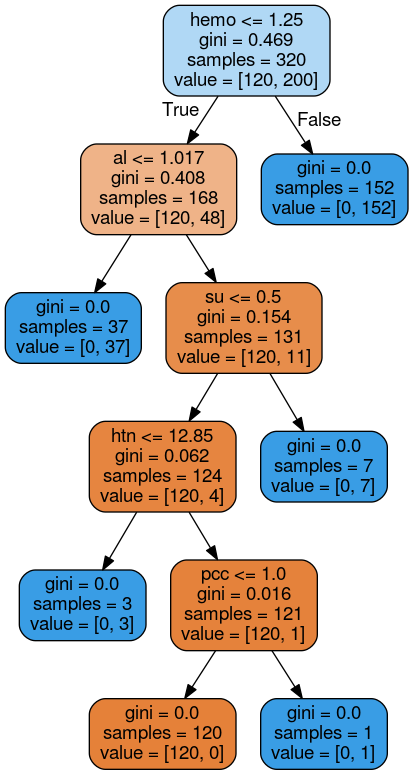 hemo <= 1.25
gini = 0.469
samples = 320
value = [120, 200]
True
False
al <= 1.017
gini = 0.408
samples = 168
value = [120, 48]
gini = 0.0
samples = 152
value = [0, 152]
gini = 0.0
samples = 37
value = [0, 37]
su <= 0.5
gini = 0.154
samples = 131
value = [120, 11]
htn <= 12.85
gini = 0.062
samples = 124
value = [120, 4]
gini = 0.0
samples = 7
value = [0, 7]
gini = 0.0
samples = 3
value = [0, 3]
pcc <= 1.0
gini = 0.016
samples = 121
value = [120, 1]
gini = 0.0
samples = 120
value = [120, 0]
gini = 0.0
samples = 1
value = [0, 1]